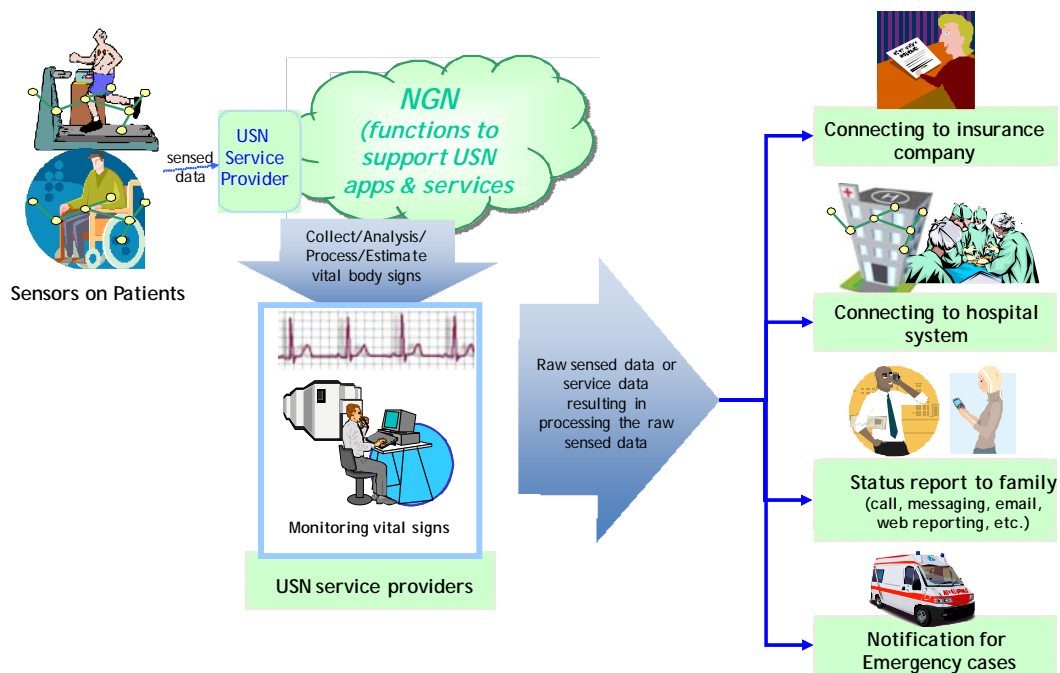 NGN
(functions to
support USN
apps & services
USN
Service
Provider
sensed
data
Sensors on Patients
Collect/Analysis/
Process/Estimate
vital body signs
Monitoring vital signs
USN service providers
Raw sensed data or
service data
resulting in
processing the raw
sensed data
Connecting to insurance
company
H
Connecting to hospital
system
Status report to family
(call, messaging, email,
web reporting, etc.)
Notification for
Emergency cases